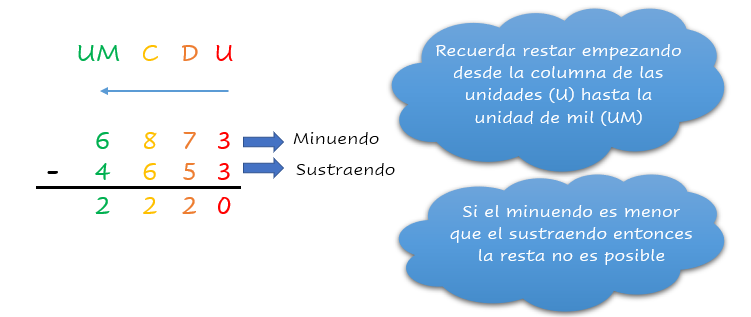 UM C D U
6 8 7 3 Minuendo
- 4 6 5 3 Sustraendo
2 2 2 0
Recuerda restar empezando
desde la columna de las
unidades (U) hasta la
unidad de mil (UM)
Si el minuendo es menor
que el sustraendo entonces
la resta no es posible